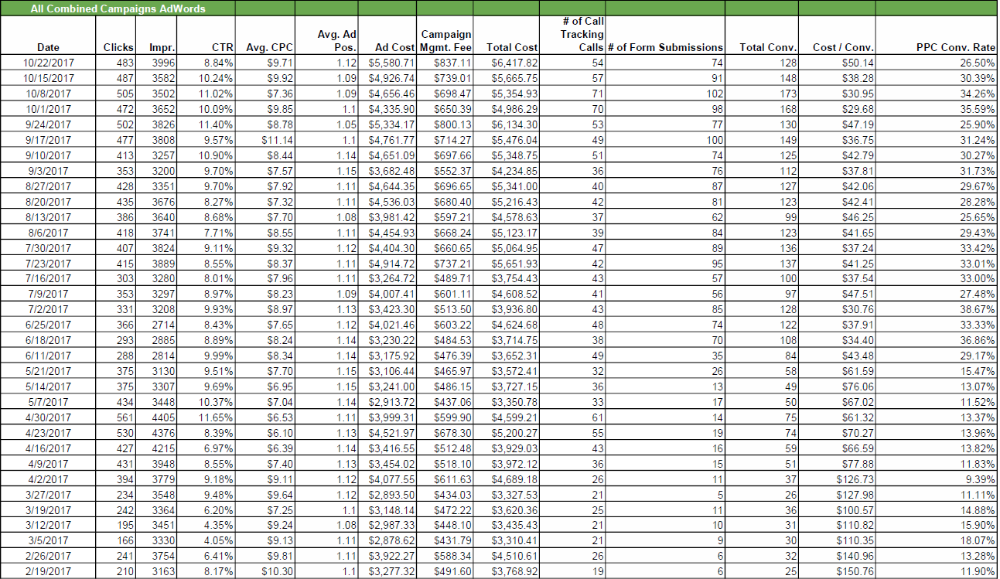 All Combined Campaigns AdWords
Date Clicks Impr. CTR Avg. CPC Avg. Ad Pos. Ad Cost Campaign Mgmt. Fee Total Cost # of Call Tracking Calls # of Form Submissions Total Conv. Cost / Conv. PPC Conv. Rate
10/22/2017 483 3996 8.84% $9.71 1.12 $5,580.71 $837.11 $6,417.82 54 74 128 $50.14 26.50%
10/15/2017 487 3582 10.24% $9.92 1.09 $4,926.74 $739.01 $5,665.75 57 91 148 $38.28 30.39%
10/8/2017 505 3502 11.02% $7.36 1.09 $4,656.46 $698.47 $5,354.93 71 102 173 $30.95 34.26%
10/1/2017 472 3652 10.09% $9.85 1.1 $4,335.90 $650.39 $4,986.29 70 98 168 $29.68 35.59%
9/24/2017 502 3826 11.40% $8.78 1.05 $5,334.17 $800.13 $6,134.30 53 77 130 $47.19 25.90%
9/17/2017 477 3808 9.57% $11.14 1.1 $4,761.77 $714.27 $5,476.04 49 100 149 $36.75 31.24%
9/10/2017 413 3257 10.90% $8.44 1.14 $4,651.09 $697.66 $5,348.75 51 74 125 $42.79 30.27%
9/3/2017 353 3200 9.70% $7.57 1.15 $3,682.48 $552.37 $4,234.85 36 76 112 $37.81 31.73%
8/27/2017 428 3351 9.70% $7.92 1.11 $4,644.35 $696.65 $5,341.00 40 87 127 $42.06 29.67%
8/20/2017 435 3676 8.27% $7.32 1.11 $4,536.03 $680.40 $5,216.43 42 81 123 $42.41 28.28%
8/13/2017 386 3640 8.68% $7.70 1.08 $3,981.42 $597.21 $4,578.63 37 62 99 $46.25 25.65%
8/6/2017 418 3741 7.71% $8.55 1.11 $4,454.93 $668.24 $5,123.17 39 84 123 $41.65 29.43%
7/30/2017 407 3824 9.11% $9.32 1.12 $4,404.30 $660.65 $5,064.95 47 89 136 $37.24 33.42%
7/23/2017 415 3889 8.55% $8.37 1.11 $4,914.72 $737.21 $5,651.93 42 95 137 $41.25 33.01%
7/16/2017 303 3280 8.01% $7.96 1.11 $3,264.72 $489.71 $3,754.43 43 57 100 $37.54 33.00%
7/9/2017 353 3297 8.97% $8.23 1.09 $4,007.41 $601.11 $4,608.52 41 56 97 $47.51 27.48%
7/2/2017 331 3208 9.93% $8.97 1.13 $3,423.30 $513.50 $3,936.80 43 85 128 $30.76 38.67%
6/25/2017 366 2714 8.43% $7.65 1.12 $4,021.46 $603.22 $4,624.68 48 74 122 $37.91 33.33%
6/18/2017 293 2885 8.89% $8.24 1.14 $3,230.22 $484.53 $3,714.75 38 70 108 $34.40 36.86%
6/11/2017 288 2814 9.99% $8.34 1.14 $3,175.92 $476.39 $3,652.31 49 35 84 $43.48 29.17%
5/21/2017 375 3130 9.51% $7.70 1.15 $3,106.44 $465.97 $3,572.41 32 26 58 $61.59 15.47%
5/14/2017 375 3307 9.69% $6.95 1.15 $3,241.00 $486.15 $3,727.15 36 13 49 $76.06 13.07%
5/7/2017 434 3448 10.37% $7.04 1.14 $2,913.72 $437.06 $3,350.78 33 17 50 $67.02 11.52%
4/30/2017 561 4405 11.65% $6.53 1.11 $3,999.31 $599.90 $4,599.21 61 14 75 $61.32 13.37%
4/23/2017 530 4376 8.39% $6.10 1.13 $4,521.97 $678.30 $5,200.27 55 19 74 $70.27 13.96%
4/16/2017 427 4215 6.97% $6.39 1.14 $3,416.55 $512.48 $3,929.03 43 16 59 $66.59 13.82%
4/9/2017 431 3948 8.55% $7.40 1.13 $3,454.02 $518.10 $3,972.12 36 15 51 $77.88 11.83%
4/2/2017 394 3779 9.18% $9.11 1.12 $4,077.55 $611.63 $4,689.18 26 11 37 $126.73 9.39%
3/27/2017 234 3548 9.48% $9.64 1.12 $2,893.50 $434.03 $3,327.53 21 5 26 $127.98 11.11%
3/19/2017 242 3364 6.20% $7.25 1.1 $3,148.14 $472.22 $3,620.36 25 11 36 $100.57 14.88%
3/12/2017 195 3451 4.35% $9.24 1.08 $2,987.33 $448.10 $3,435.43 21 10 31 $110.82 15.90%
3/5/2017 166 3330 4.05% $9.13 1.11 $2,878.62 $431.79 $3,310.41 21 9 30 $110.35 18.07%
2/26/2017 241 3754 6.41% $9.81 1.11 $3,922.27 $588.34 $4,510.61 26 6 32 $140.96 13.28%
2/19/2017 210 3163 8.17% $10.30 1.1 $3,277.32 $491.60 $3,768.92 19 6 25 $150.76 11.90%